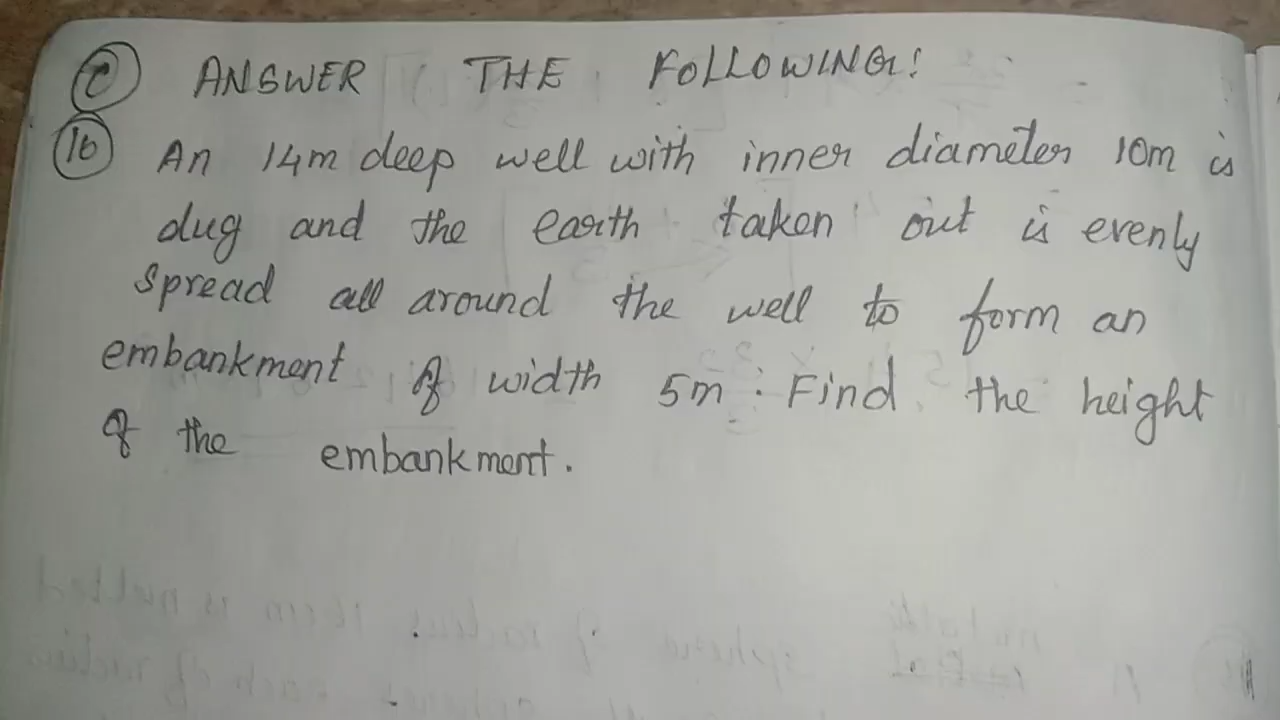 C ANSWER THE FOLLOWING:
16 An 14m deep well with inner diameter 10m is
dug and the earth taken out is evenly
spread all around the well to form an
embankment of width 5m. Find the height
of the embankment.